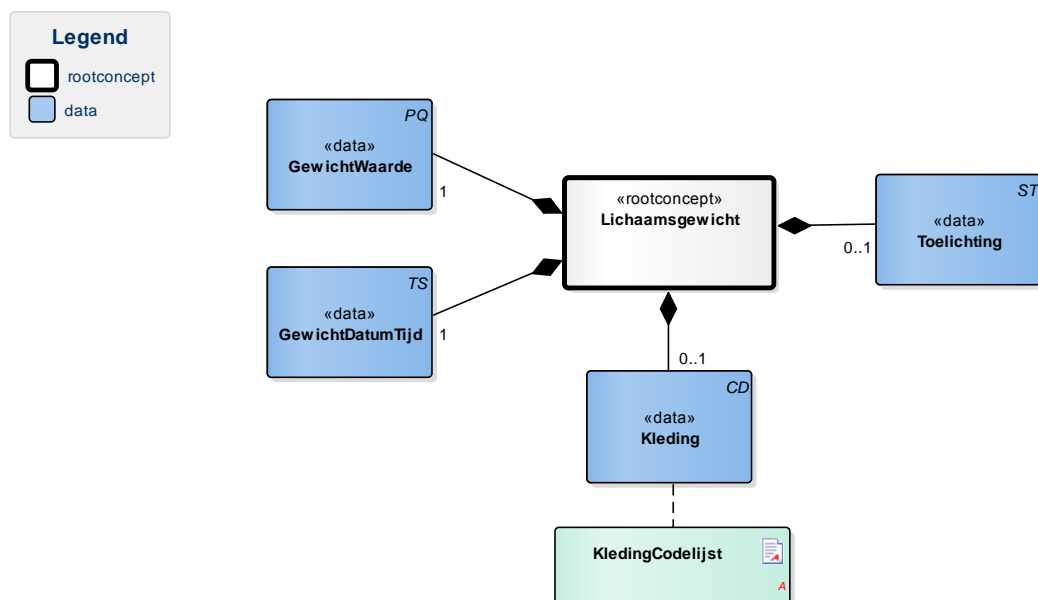 Legend
rootconcept
data
PQ
«data»
GewichtWaarde
1
«rootconcept»
Lichaamsgewicht
ST
«data»
Toelichting
0..1
TS
«data»
GewichtDatumTijd
1
0..1
CD
«data»
Kleding
KledingCodelijst
A
A